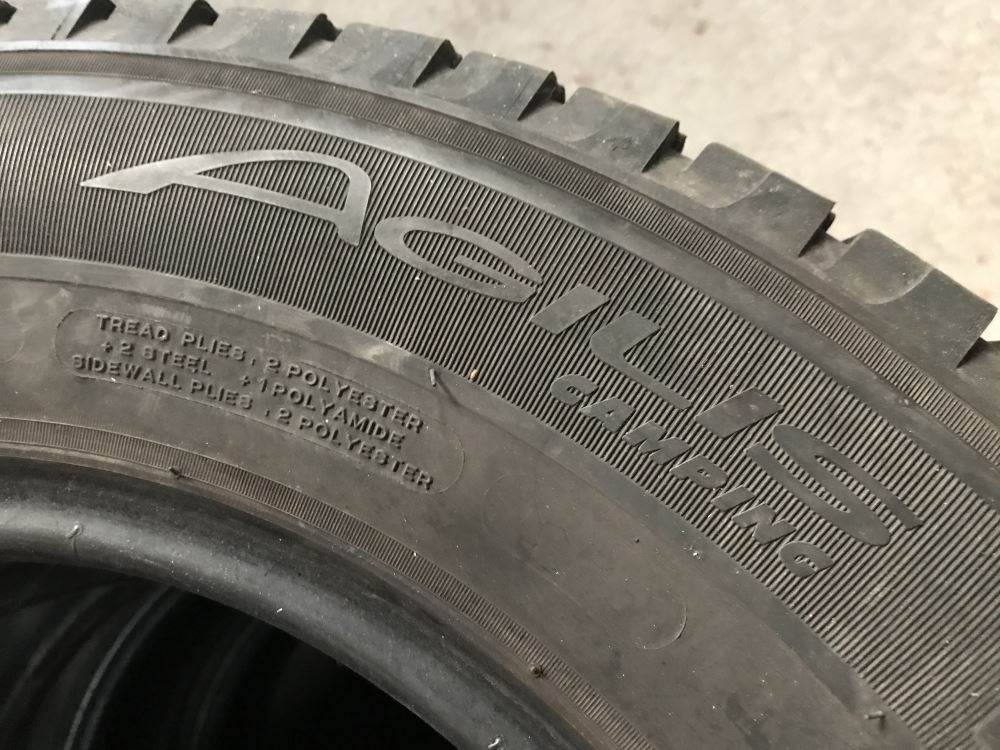 AGILIS
CAMPING
TREAD PLIES : 2 POLYESTER
+ 2 STEEL + 1 POLYAMIDE
SIDEWALL PLIES : 2 POLYESTER